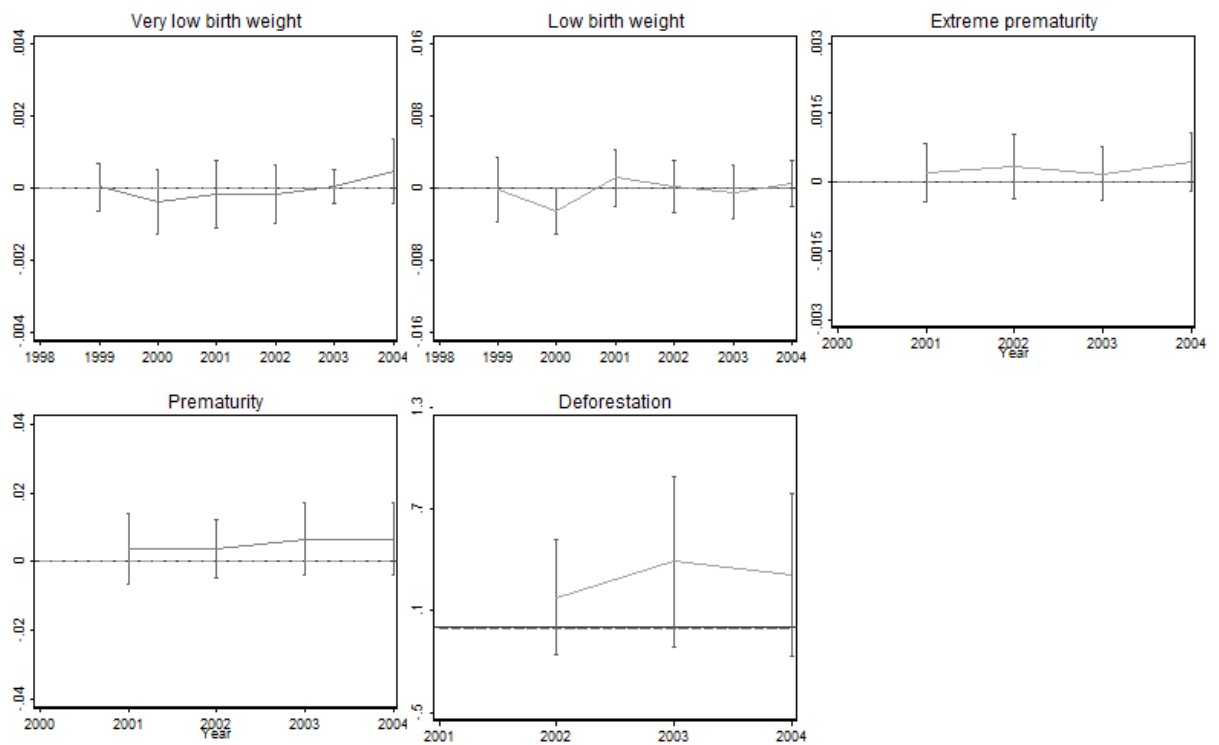 Very low birth weight
.004
.002
0
-.002
-.004
1998 1999 2000 2001 2002 2003 2004
Low birth weight
.016
.008
0
-.008
-.016
1998 1999 2000 2001 2002 2003 2004
Extreme prematurity
.003
.0015
0
-.0015
-.003
2000 2001 2002 2003 2004
Year
Prematurity
.04
.02
0
-.02
-.04
2000 2001 2002 2003 2004
Year
Deforestation
1.3
.7
.1
-.5
2001 2002 2003 2004